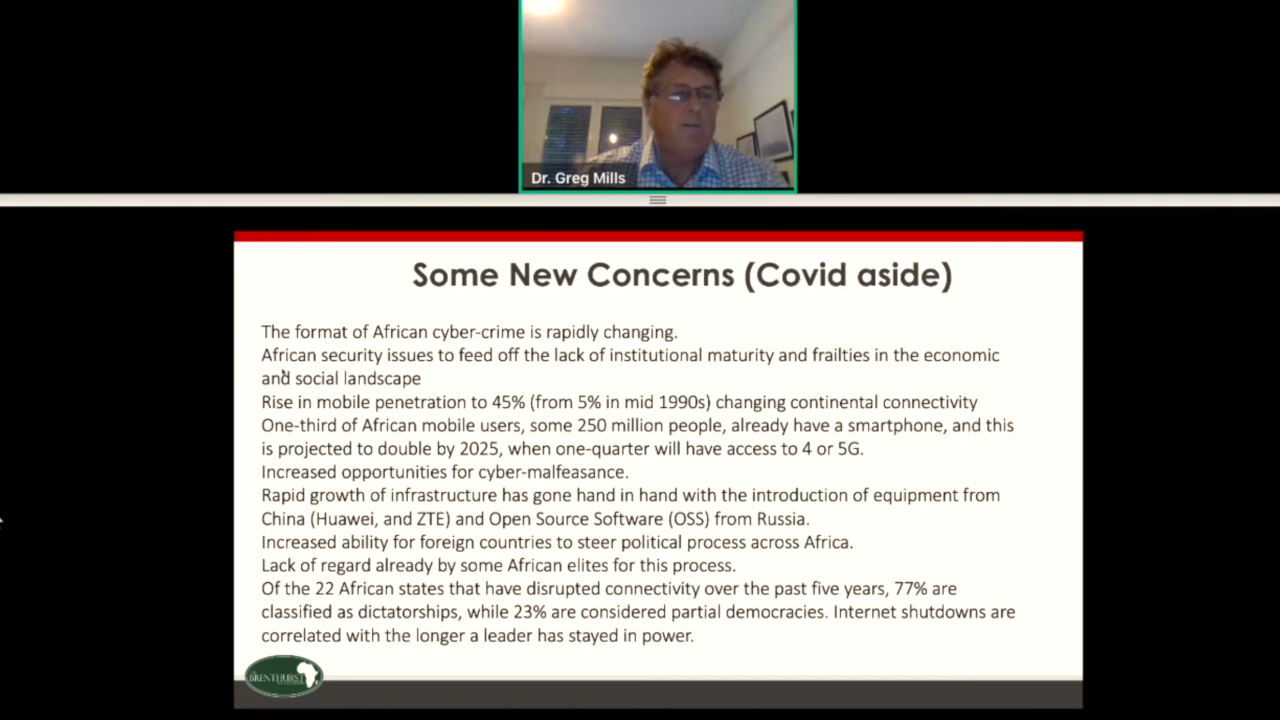 Dr. Greg Mills
Some New Concerns (Covid aside)
The format of African cyber-crime is rapidly changing.
African security issues to feed off the lack of institutional maturity and frailties in the economic
and social landscape
Rise in mobile penetration to 45% (from 5% in mid 1990s) changing continental connectivity
One-third of African mobile users, some 250 million people, already have a smartphone, and this
is projected to double by 2025, when one-quarter will have access to 4 or 5G.
Increased opportunities for cyber-malfeasance.
Rapid growth of infrastructure has gone hand in hand with the introduction of equipment from
China (Huawei, and ZTE) and Open Source Software (OSS) from Russia.
Increased ability for foreign countries to steer political process across Africa.
Lack of regard already by some African elites for this process.
Of the 22 African states that have disrupted connectivity over the past five years, 77% are
classified as dictatorships, while 23% are considered partial democracies. Internet shutdowns are
correlated with the longer a leader has stayed in power.
BRENTHURST